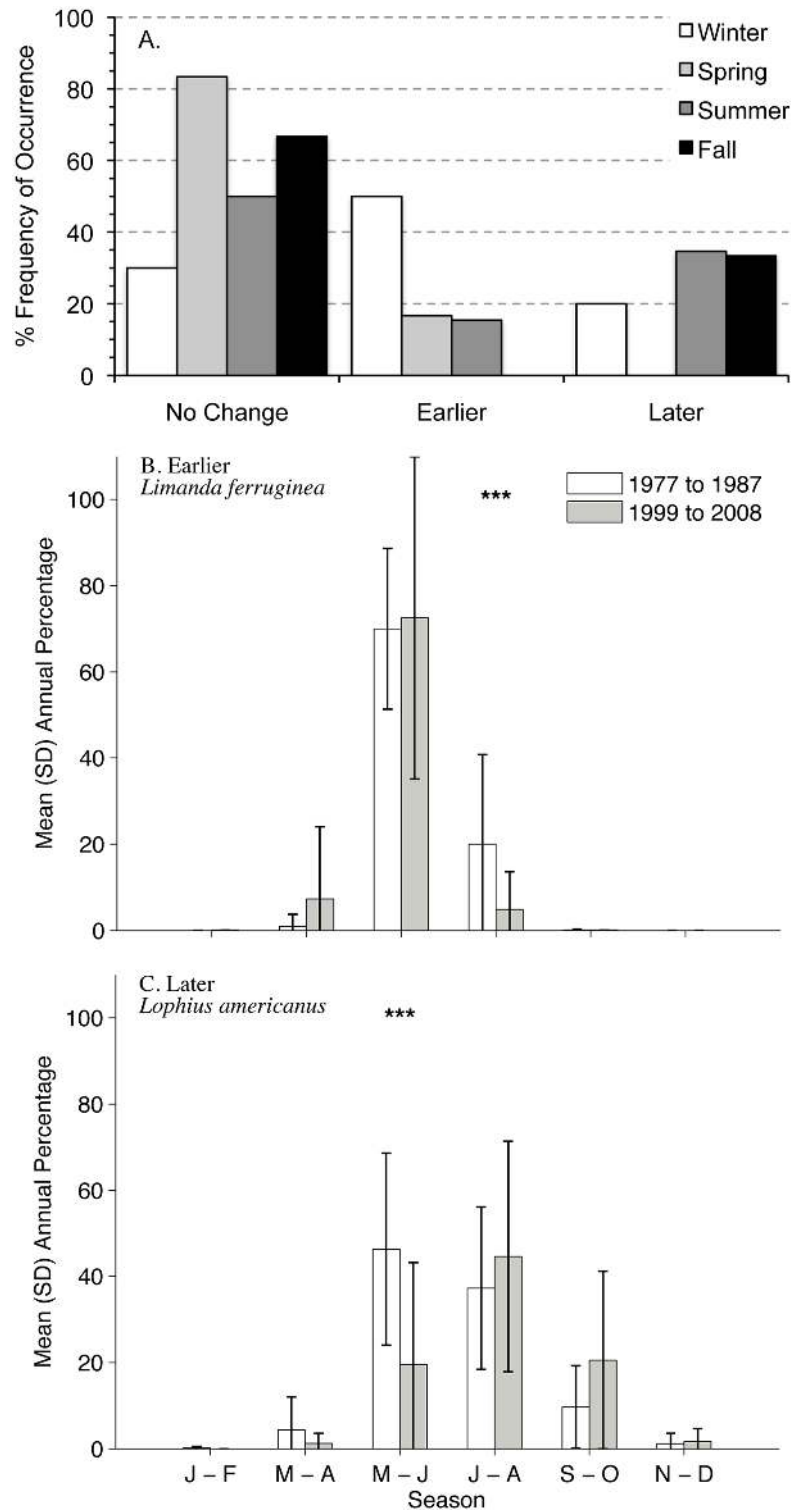 A.
100
80
60
40
20
0
% Frequency of Occurrence
Winter
Spring
Summer
Fall
No Change
Earlier
Later
B. Earlier
Limanda ferruginea
1977 to 1987
1999 to 2008
***
100
80
60
40
20
0
Mean (SD) Annual Percentage
C. Later
Lophius americanus
***
100
80
60
40
20
0
Mean (SD) Annual Percentage
J – F
M – A
M – J
J – A
S – O
N – D
Season